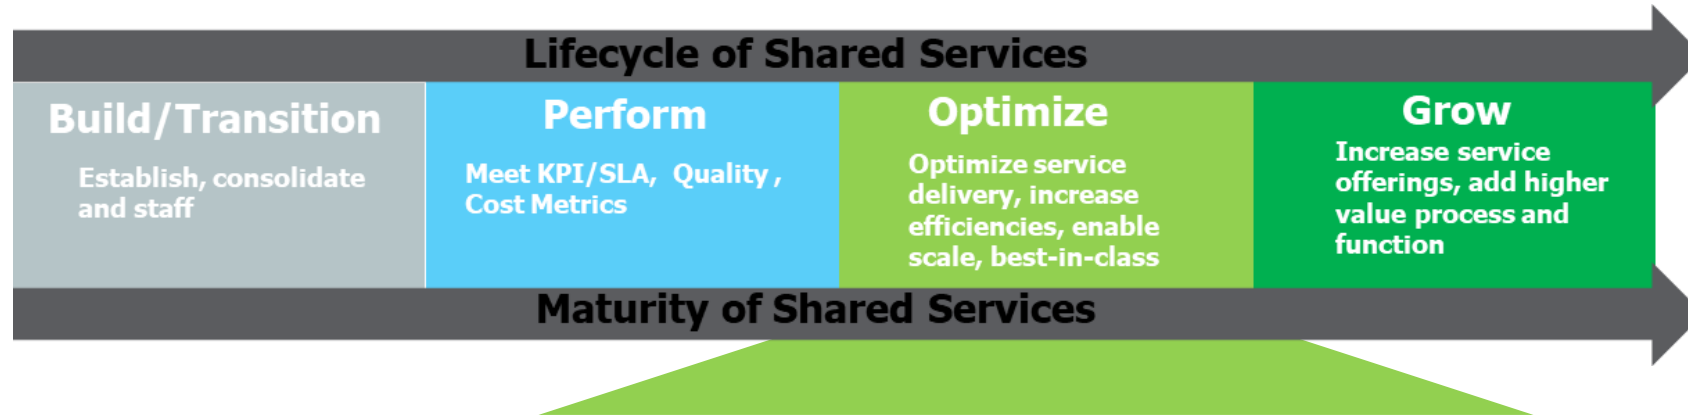 Lifecycle of Shared Services
Build/Transition
Establish, consolidate
and staff
Perform
Meet KPI/SLA, Quality ,
Cost Metrics
Optimize
Optimize service
delivery, increase
efficiencies, enable
scale, best-in-class
Grow
Increase service
offerings, add higher
value process and
function
Maturity of Shared Services